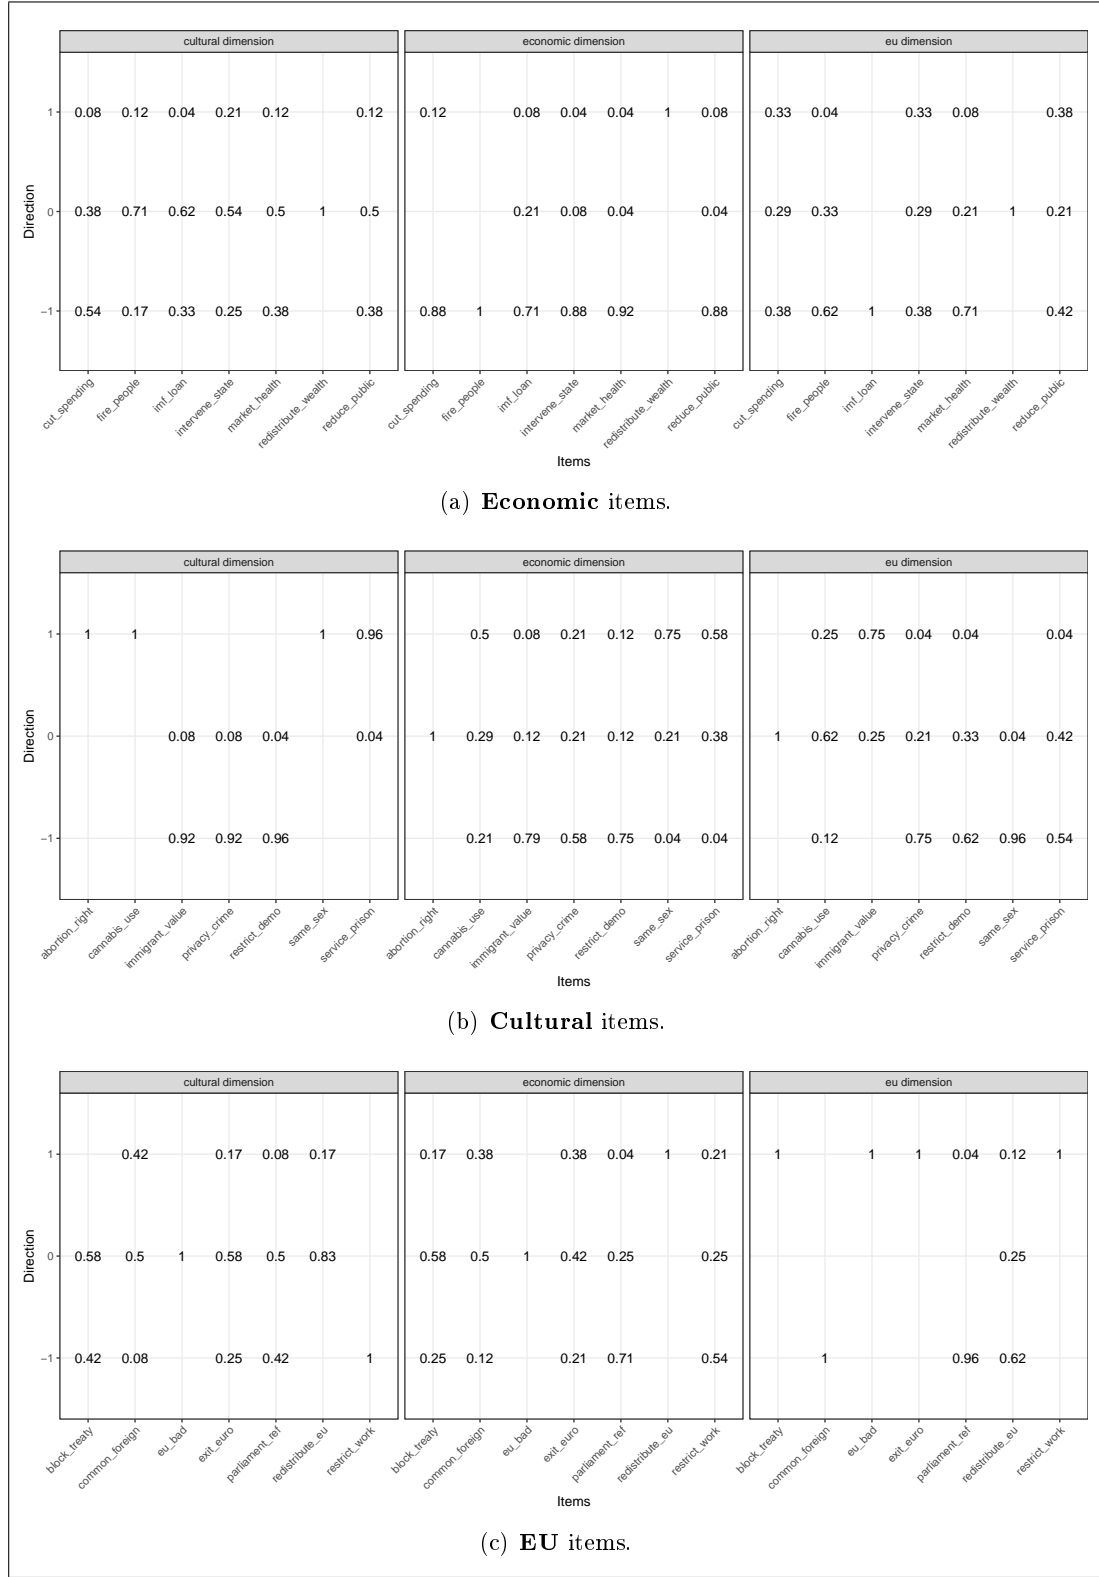 cultural dimension economic dimension eu dimension
1 0.08 0.12 0.04 0.21 0.12 0.12 0.12 0.08 0.04 0.04 1 0.08 0.33 0.04 0.33 0.08 0.38
Direction
0 0.38 0.71 0.62 0.54 0.5 1 0.5 0.21 0.08 0.04 0.04 0.29 0.33 0.29 0.21 1 0.21
−1 0.54 0.17 0.33 0.25 0.38 0.38 0.88 1 0.71 0.88 0.92 0.88 0.38 0.62 1 0.38 0.71 0.42
cut_spending fire_people imf_loan intervene_state market_health redistribute_wealth reduce_public cut_spending fire_people imf_loan intervene_state market_health redistribute_wealth reduce_public cut_spending fire_people imf_loan intervene_state market_health redistribute_wealth reduce_public
Items
(a) Economic items.
cultural dimension economic dimension eu dimension
1 1 1 1 0.96 0.5 0.08 0.21 0.12 0.75 0.58 0.25 0.75 0.04 0.04 0.04
Direction
0 0.08 0.08 0.04 0.04 1 0.29 0.12 0.21 0.12 0.21 0.38 1 0.62 0.25 0.21 0.33 0.04 0.42
−1 0.92 0.92 0.96 0.21 0.79 0.58 0.75 0.04 0.04 0.12 0.75 0.62 0.96 0.54
abortion_right cannabis_use immigrant_value privacy_crime restrict_demo same_sex service_prison abortion_right cannabis_use immigrant_value privacy_crime restrict_demo same_sex service_prison abortion_right cannabis_use immigrant_value privacy_crime restrict_demo same_sex service_prison
Items
(b) Cultural items.
cultural dimension economic dimension eu dimension
1 0.42 0.17 0.08 0.17 0.17 0.38 0.38 0.04 1 0.21 1 1 1 0.04 0.12 1
Direction
0 0.58 0.5 1 0.58 0.5 0.83 0.58 0.5 1 0.42 0.25 0.25 0.25
−1 0.42 0.08 0.25 0.42 1 0.25 0.12 0.21 0.71 0.54 1 0.96 0.62
block_treaty common_foreign eu_bad exit_euro parliament_ref redistribute_eu restrict_work block_treaty common_foreign eu_bad exit_euro parliament_ref redistribute_eu restrict_work block_treaty common_foreign eu_bad exit_euro parliament_ref redistribute_eu restrict_work
Items
(c) EU items.